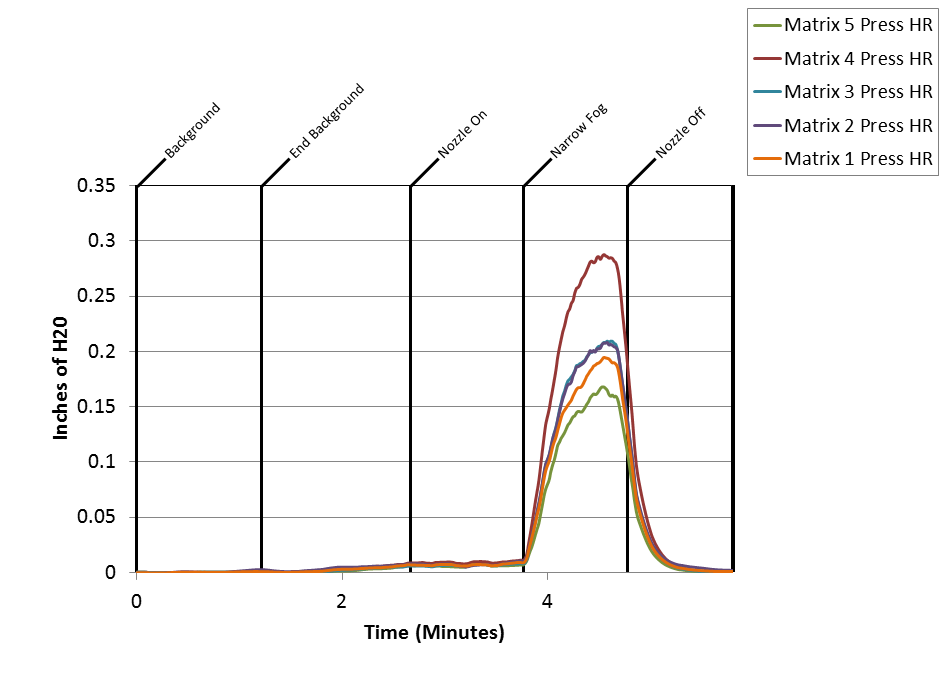 Matrix 5 Press HR
Matrix 4 Press HR
Matrix 3 Press HR
Matrix 2 Press HR
Matrix 1 Press HR
Background
End Background
Nozzle On
Narrow Fog
Nozzle Off
0.35
0.3
0.25
0.2
0.15
0.1
0.05
0
Inches of H20
0
2
4
Time (Minutes)